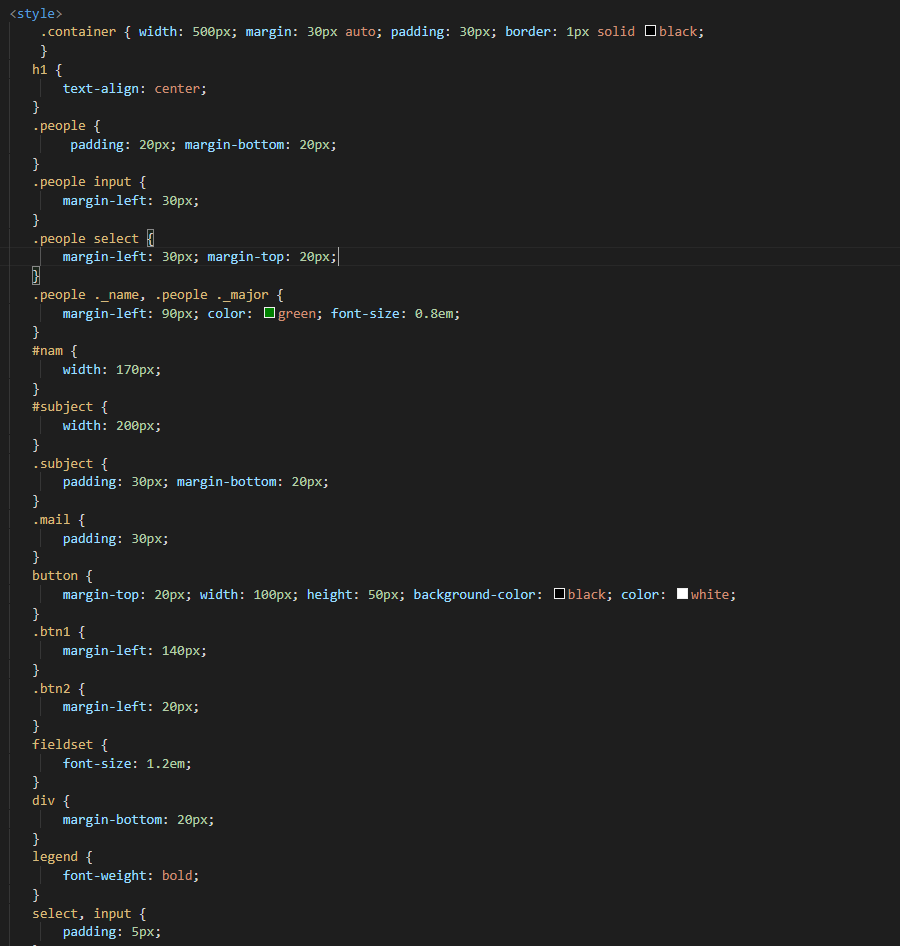 <style>
.container { width: 500px; margin: 30px auto; padding: 30px; border: 1px solid black;
}
h1 {
text-align: center;
}
.people {
padding: 20px; margin-bottom: 20px;
}
.people input {
margin-left: 30px;
}
.people select {
margin-left: 30px; margin-top: 20px;
}
.people ._name, .people ._major {
margin-left: 90px; color: green; font-size: 0.8em;
}
#nam {
width: 170px;
}
#subject {
width: 200px;
}
.subject {
padding: 30px; margin-bottom: 20px;
}
.mail {
padding: 30px;
}
button {
margin-top: 20px; width: 100px; height: 50px; background-color: black; color: white;
}
.btn1 {
margin-left: 140px;
}
.btn2 {
margin-left: 20px;
}
fieldset {
font-size: 1.2em;
}
div {
margin-bottom: 20px;
}
legend {
font-weight: bold;
}
select, input {
padding: 5px;